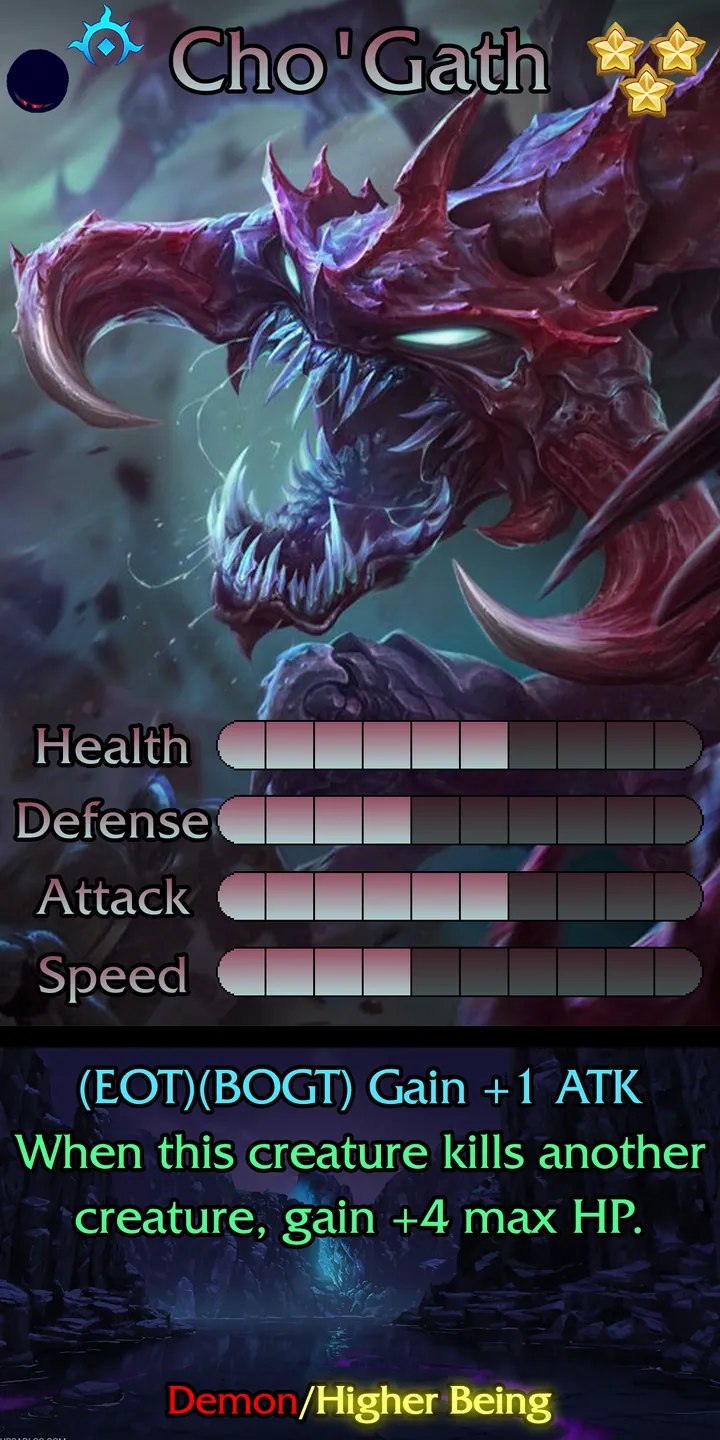 Cho'Gath
Health
Defense
Attack
Speed
(EOT)(BOGT) Gain +1 ATK
When this creature kills another
creature, gain +4 max HP.
Demon/Higher Being